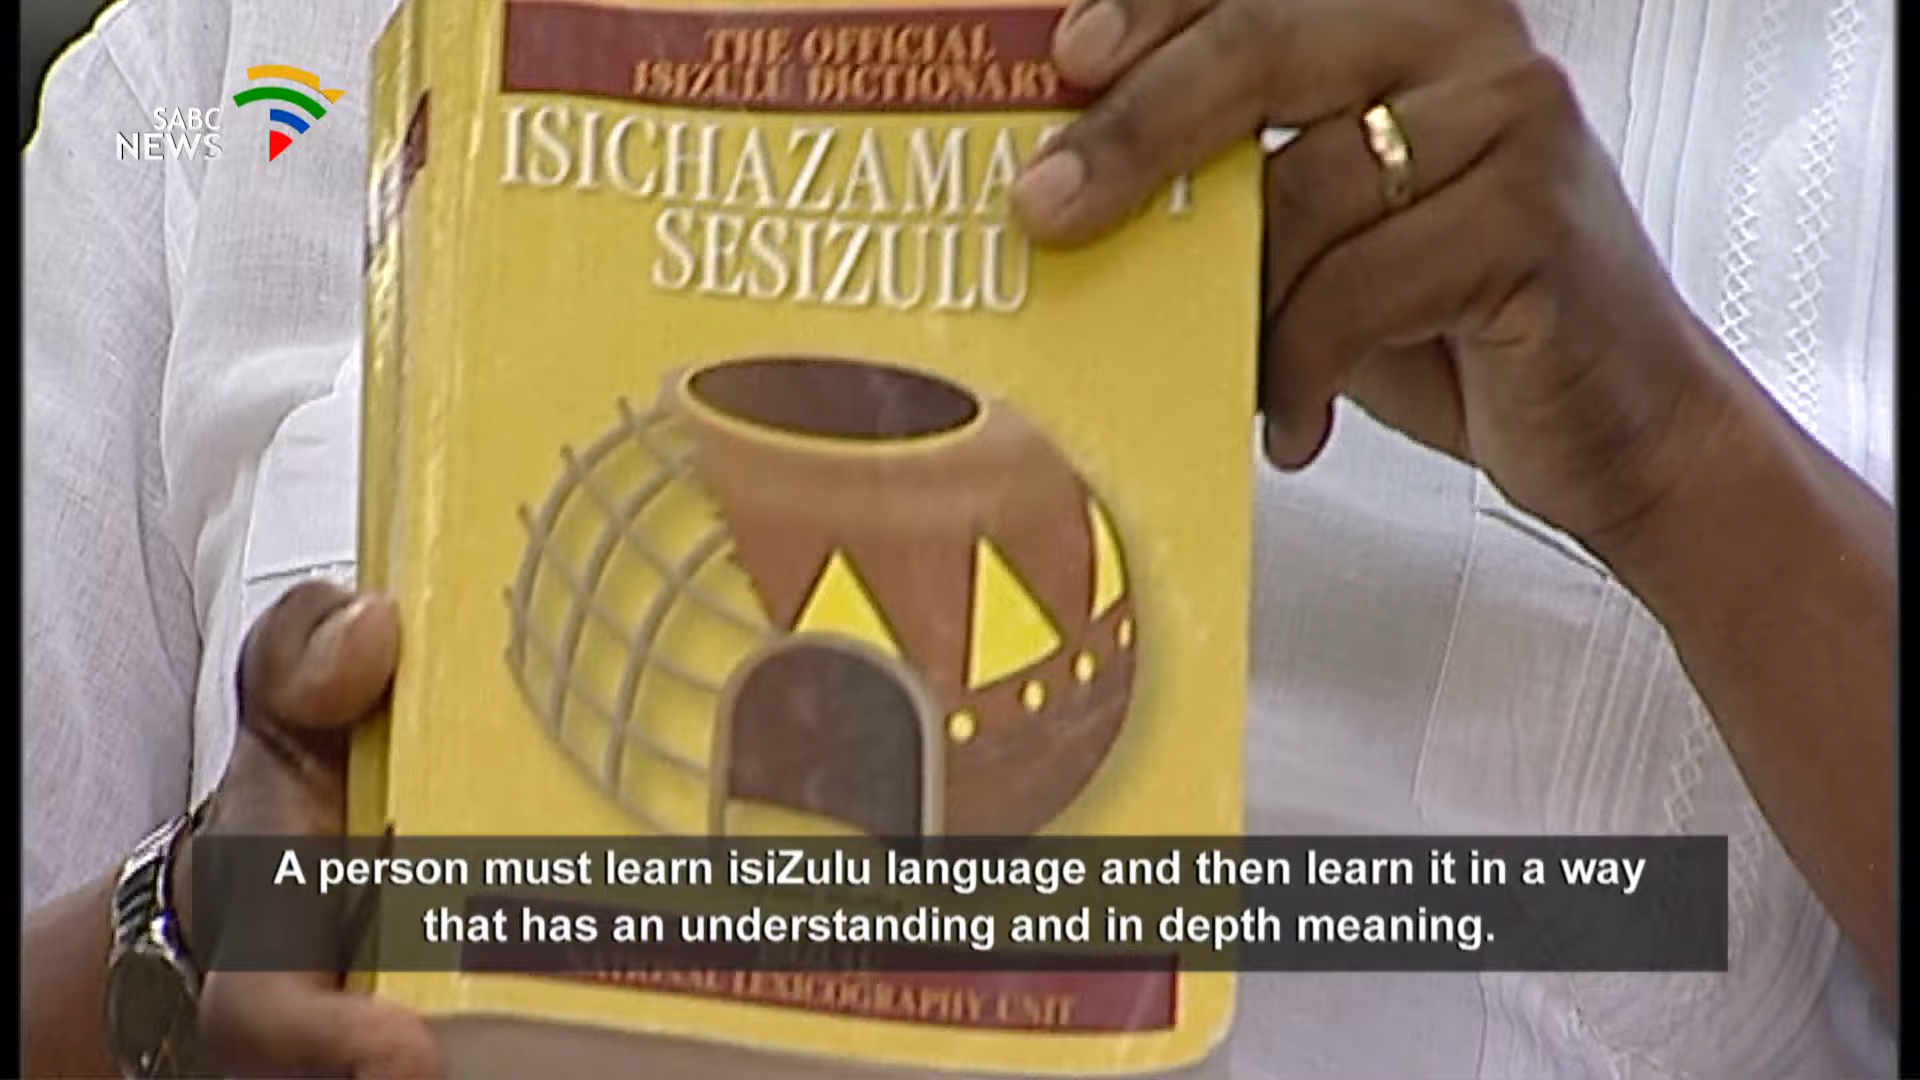 SABC
NEWS
THE OFFICIAL
ISIZULU DICTIONARY
SESIZULU
A person must learn isiZulu language and then learn it in a way
that has an understanding and in depth meaning.
NATIONAL LEXICOGRAPHY UNIT